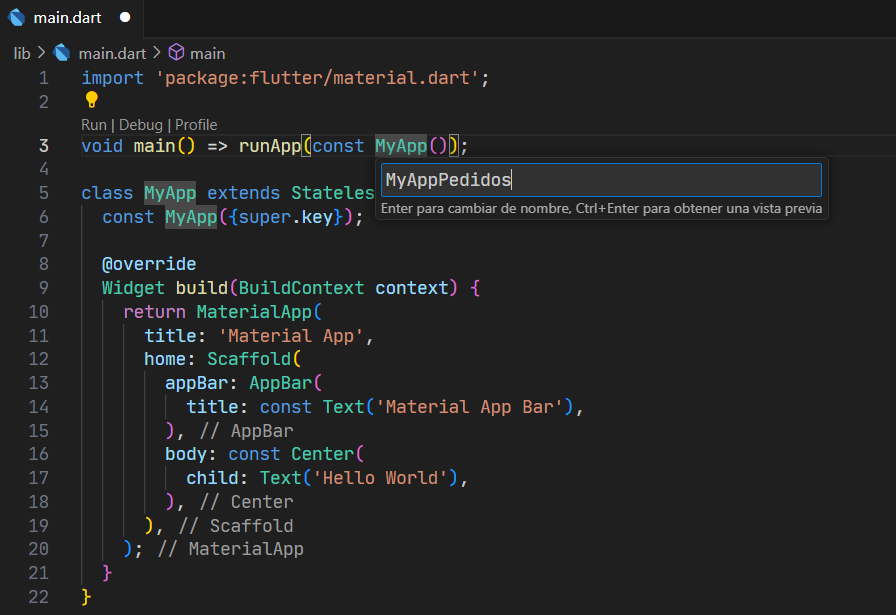 main.dart
lib > main.dart > main
1 import 'package:flutter/material.dart';
2
Run | Debug | Profile
3 void main() => runApp(const MyApp());
MyAppPedidos
Enter para cambiar de nombre, Ctrl+Enter para obtener una vista previa
4
5 class MyApp extends Stateles
6 const MyApp({super.key});
7
8 @override
9 Widget build(BuildContext context) {
10 return MaterialApp(
11 title: 'Material App',
12 home: Scaffold(
13 appBar: AppBar(
14 title: const Text('Material App Bar'),
15 ), // AppBar
16 body: const Center(
17 child: Text('Hello World'),
18 ), // Center
19 ), // Scaffold
20 ); // MaterialApp
21 }
22 }